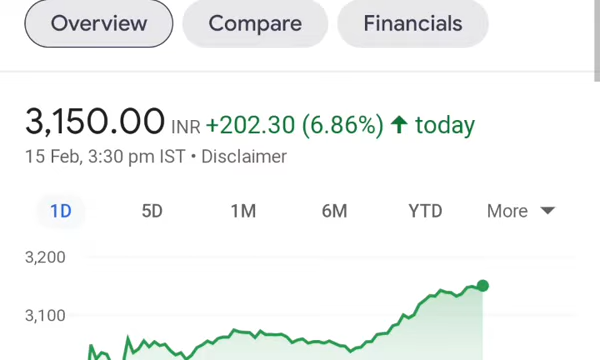 Overview Compare Financials
3,150.00 INR +202.30 (6.86%) ↑ today
15 Feb, 3:30 pm IST • Disclaimer
1D 5D 1M 6M YTD More
3,200
3,100